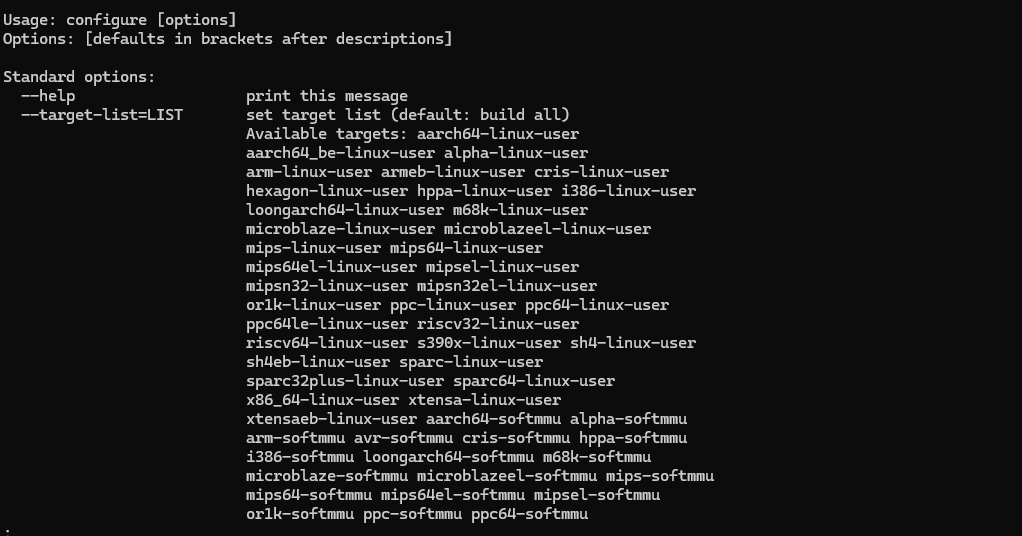 Usage: configure [options]
Options: [defaults in brackets after descriptions]
Standard options:
--help print this message
--target-list=LIST set target list (default: build all)
Available targets: aarch64-linux-user
aarch64_be-linux-user alpha-linux-user
arm-linux-user armeb-linux-user cris-linux-user
hexagon-linux-user hppa-linux-user i386-linux-user
loongarch64-linux-user m68k-linux-user
microblaze-linux-user microblazeel-linux-user
mips-linux-user mips64-linux-user
mips64el-linux-user mipsel-linux-user
mipsn32-linux-user mipsn32el-linux-user
or1k-linux-user ppc-linux-user ppc64-linux-user
ppc64le-linux-user riscv32-linux-user
riscv64-linux-user s390x-linux-user sh4-linux-user
sh4eb-linux-user sparc-linux-user
sparc32plus-linux-user sparc64-linux-user
x86_64-linux-user xtensa-linux-user
xtensaeb-linux-user aarch64-softmmu alpha-softmmu
arm-softmmu avr-softmmu cris-softmmu hppa-softmmu
i386-softmmu loongarch64-softmmu m68k-softmmu
microblaze-softmmu microblazeel-softmmu mips-softmmu
mips64-softmmu mips64el-softmmu mipsel-softmmu
or1k-softmmu ppc-softmmu ppc64-softmmu